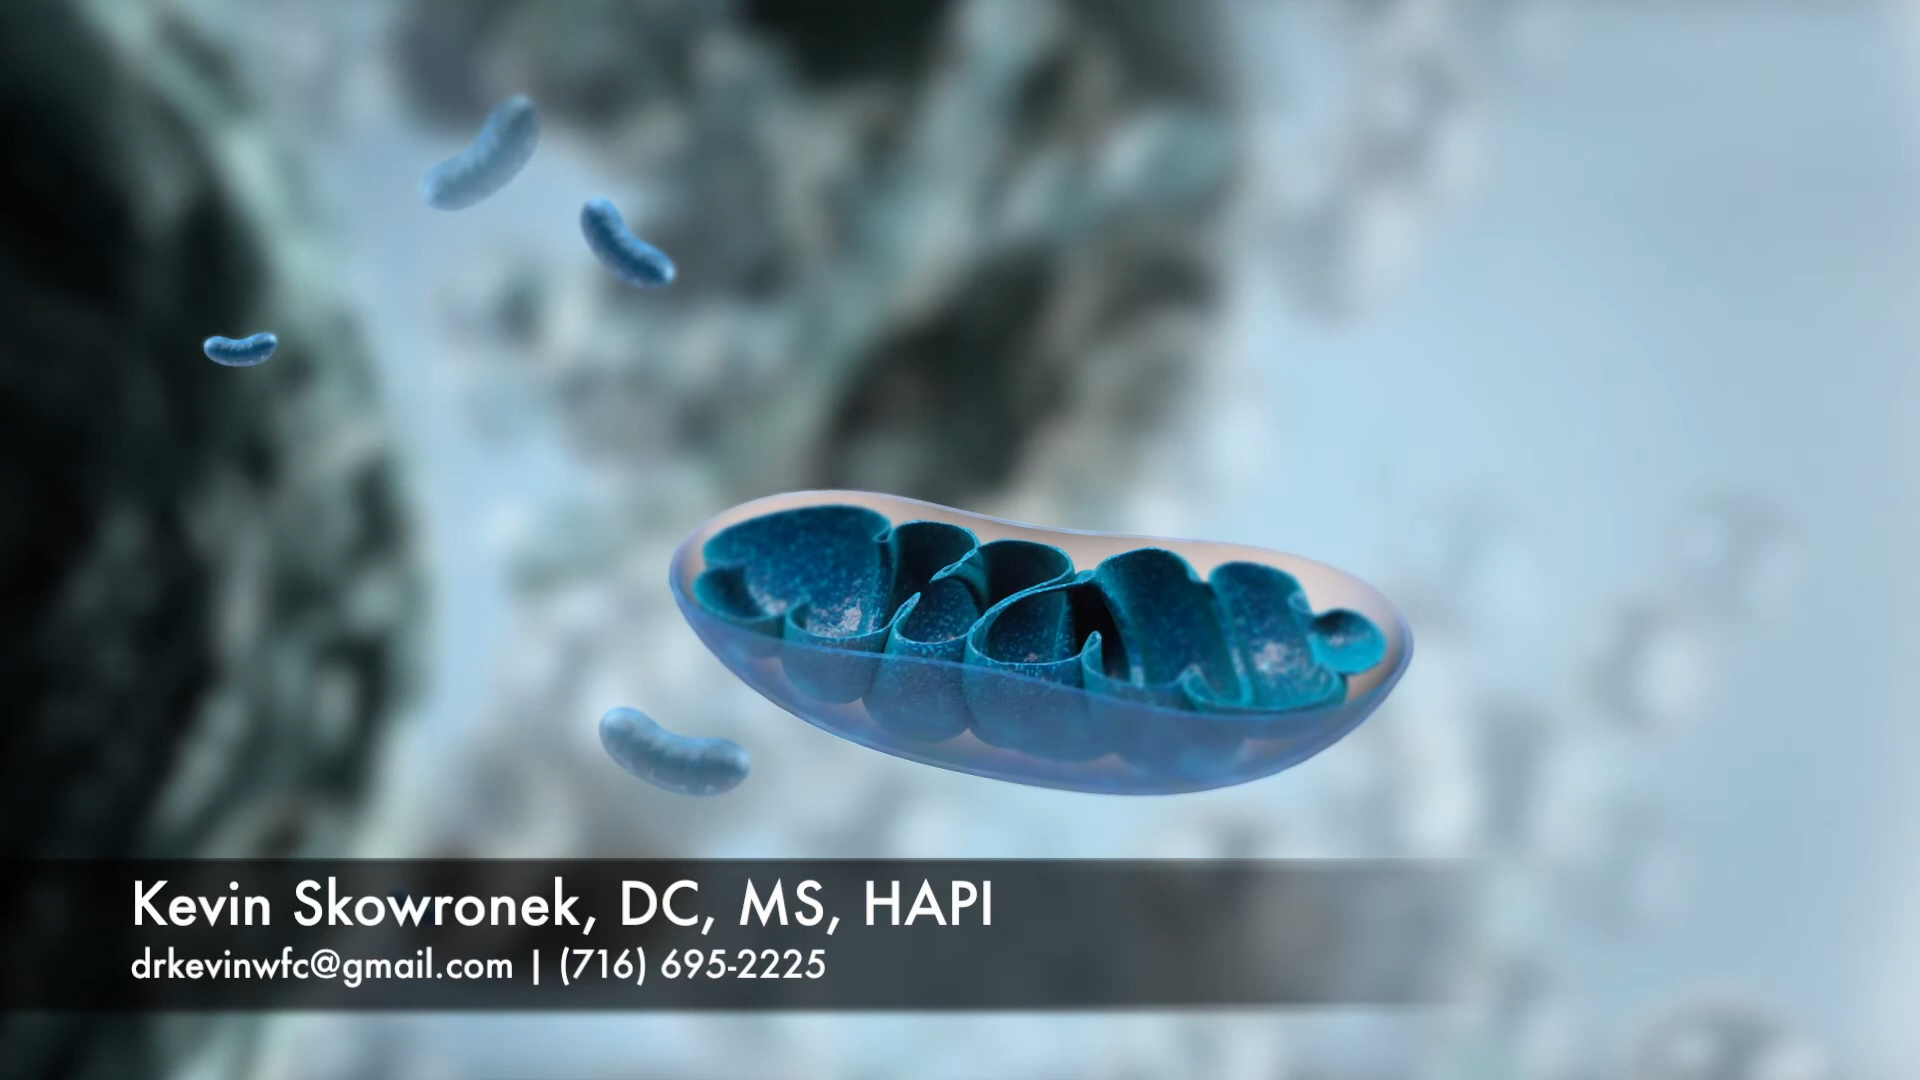 Kevin Skowronek, DC, MS, HAPI
drkevinwfc@gmail.com | (716) 695-2225